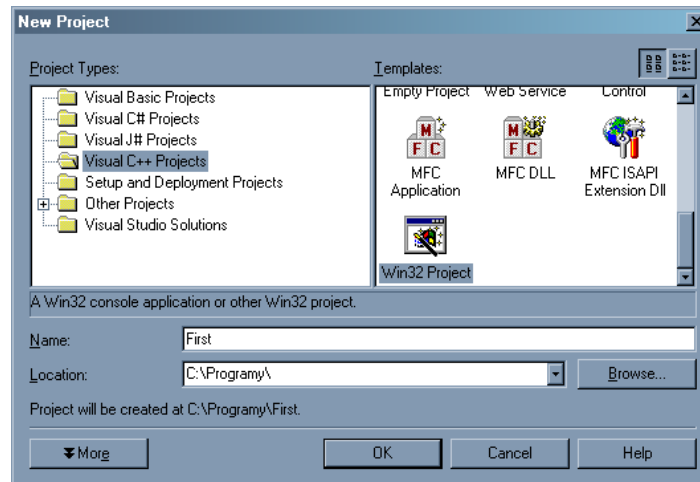 New Project
Project Types:
Templates:
Visual Basic Projects
Visual C# Projects
Visual J# Projects
Visual C++ Projects
Setup and Deployment Projects
Other Projects
Visual Studio Solutions
Empty Project Web Service Control
MFC Application
MFC DLL
MFC ISAPI Extension Dll
Win32 Project
A Win32 console application or other Win32 project.
Name: First
Location: C:\Programy\ Browse...
Project will be created at C:\Programy\First.
More OK Cancel Help